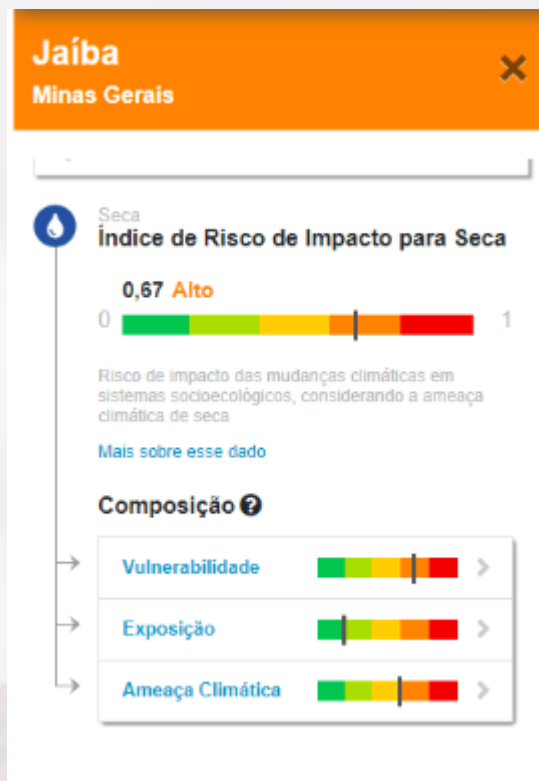 Jaíba
Minas Gerais
Seca
Índice de Risco de Impacto para Seca
0,67 Alto
0 1
Risco de impacto das mudanças climáticas em
sistemas socioecológicos, considerando a ameaça
climática de seca
Mais sobre esse dado
Composição
Vulnerabilidade
Exposição
Ameaça Climática